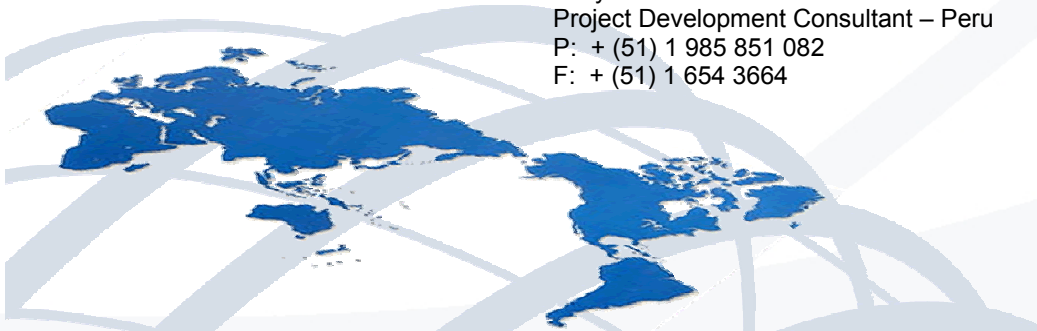 Project Development Consultant – Peru
P:  + (51) 1 985 851 082
F:  + (51) 1 654 3664